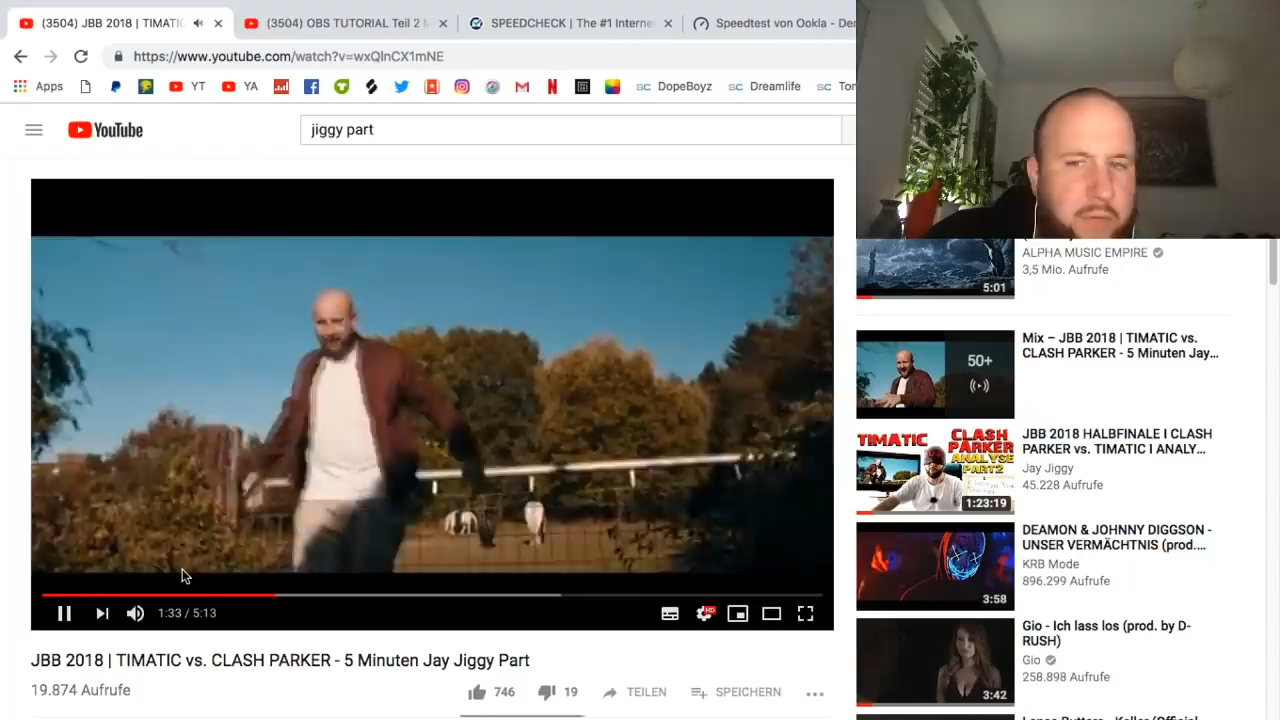 (3504) JBB 2018 | TIMATIC
(3504) OBS TUTORIAL Teil 2
SPEEDCHECK | The #1 Interne
Speedtest von Ookla - De
https://www.youtube.com/watch?v=wxQlnCX1mNE
Apps
YT
YA
DopeBoyz
Dreamlife
YouTube
jiggy part
ALPHA MUSIC EMPIRE
3,5 Mio. Aufrufe
5:01
50+
Mix – JBB 2018 | TIMATIC vs.
CLASH PARKER - 5 Minuten Jay...
TIMATIC
CLASH
PARKER
ANALYSE
PART2
1:23:19
JBB 2018 HALBFINALE I CLASH
PARKER vs. TIMATIC I ANALY...
Jay Jiggy
45.228 Aufrufe
DEAMON & JOHNNY DIGGSON -
UNSER VERMÄCHTNIS (prod....
KRB Mode
896.299 Aufrufe
3:58
Gio - Ich lass los (prod. by D-
RUSH)
Gio
258.898 Aufrufe
3:42
1:33 / 5:13
HD
JBB 2018 | TIMATIC vs. CLASH PARKER - 5 Minuten Jay Jiggy Part
19.874 Aufrufe
746
19
TEILEN
SPEICHERN